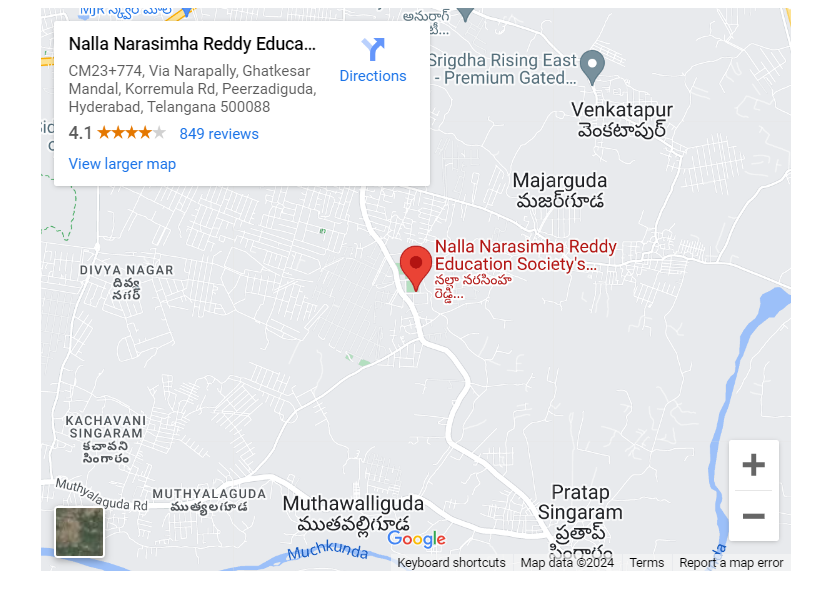 MJR స్క్వేర్ మాల్
అనురాగ్
Nalla Narasimha Reddy Educa...
CM23+774, Via Narapally, Ghatkesar
Mandal, Korremula Rd, Peerzadiguda,
Hyderabad, Telangana 500088
4.1
849 reviews
View larger map
Directions
Srigdha Rising East
- Premium Gated...
Venkatapur
వెంకటాపుర్
Majarguda
మజర్‌గూడ
Nalla Narasimha Reddy
Education Society's...
నల్లా నరసింహ
రెడ్డి...
DIVYA NAGAR
దివ్య
నగర్
KACHAVANI
SINGARAM
కచావని
సింగారం
Muthyalaguda Rd
MUTHYALAGUDA
ముత్యలగూడ
Muthawalliguda
ముతవల్లిగూడ
Pratap
Singaram
ప్రతాప్
సింగారం
Google
Muchkunda
Keyboard shortcuts
Map data ©2024
Terms
Report a map error